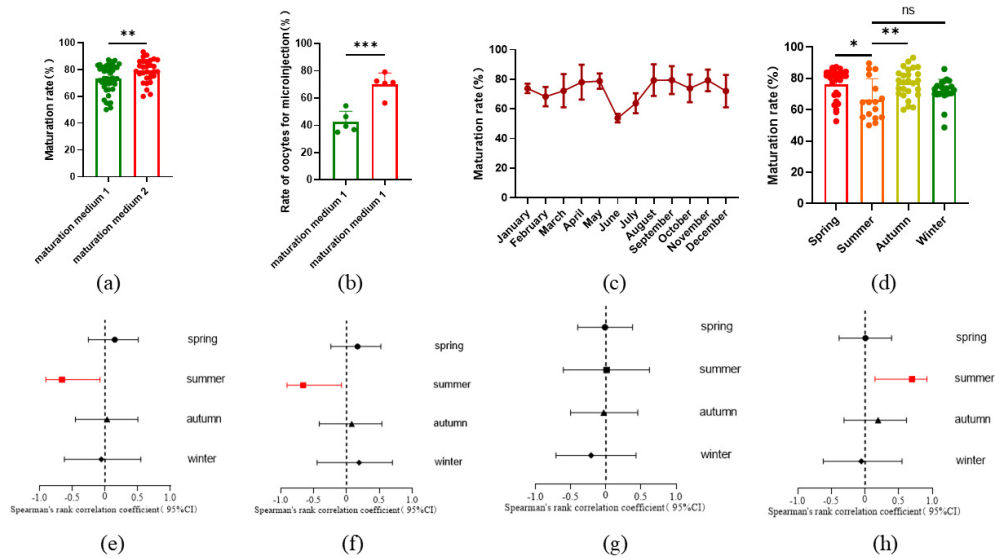 **
Maturation rate(%)
100
80
60
40
20
0
maturation medium 1
maturation medium 2
(a)
***
Rate of oocytes for microinjection(%)
100
80
60
40
20
0
maturation medium 1
maturation medium 1
(b)
Maturation rate(%)
100
80
60
40
20
0
January
February
March
April
May
June
July
August
September
October
November
December
(c)
ns
*
**
Maturation rate (%)
100
80
60
40
20
0
Spring
Summer
Autumn
Winter
(d)
spring
summer
autumn
winter
-1.0 -0.5 0 0.5 1.0
Spearman's rank correlation coefficient( 95%CI)
(e)
spring
summer
autumn
winter
-1.0 -0.5 0 0.5 1.0
Spearman's rank correlation coefficient( 95%CI)
(f)
spring
summer
autumn
winter
-1.0 -0.5 0 0.5 1.0
Spearman's rank correlation coefficient( 95%CI)
(g)
spring
summer
autumn
winter
-1.0 -0.5 0 0.5 1.0
Spearman's rank correlation coefficient( 95%CI)
(h)